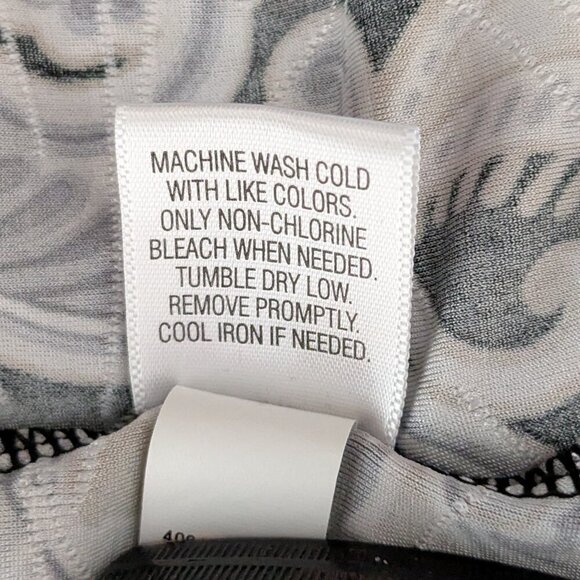 MACHINE WASH COLD
WITH LIKE COLORS.
ONLY NON-CHLORINE
BLEACH WHEN NEEDED.
TUMBLE DRY LOW.
REMOVE PROMPTLY.
COOL IRON IF NEEDED.